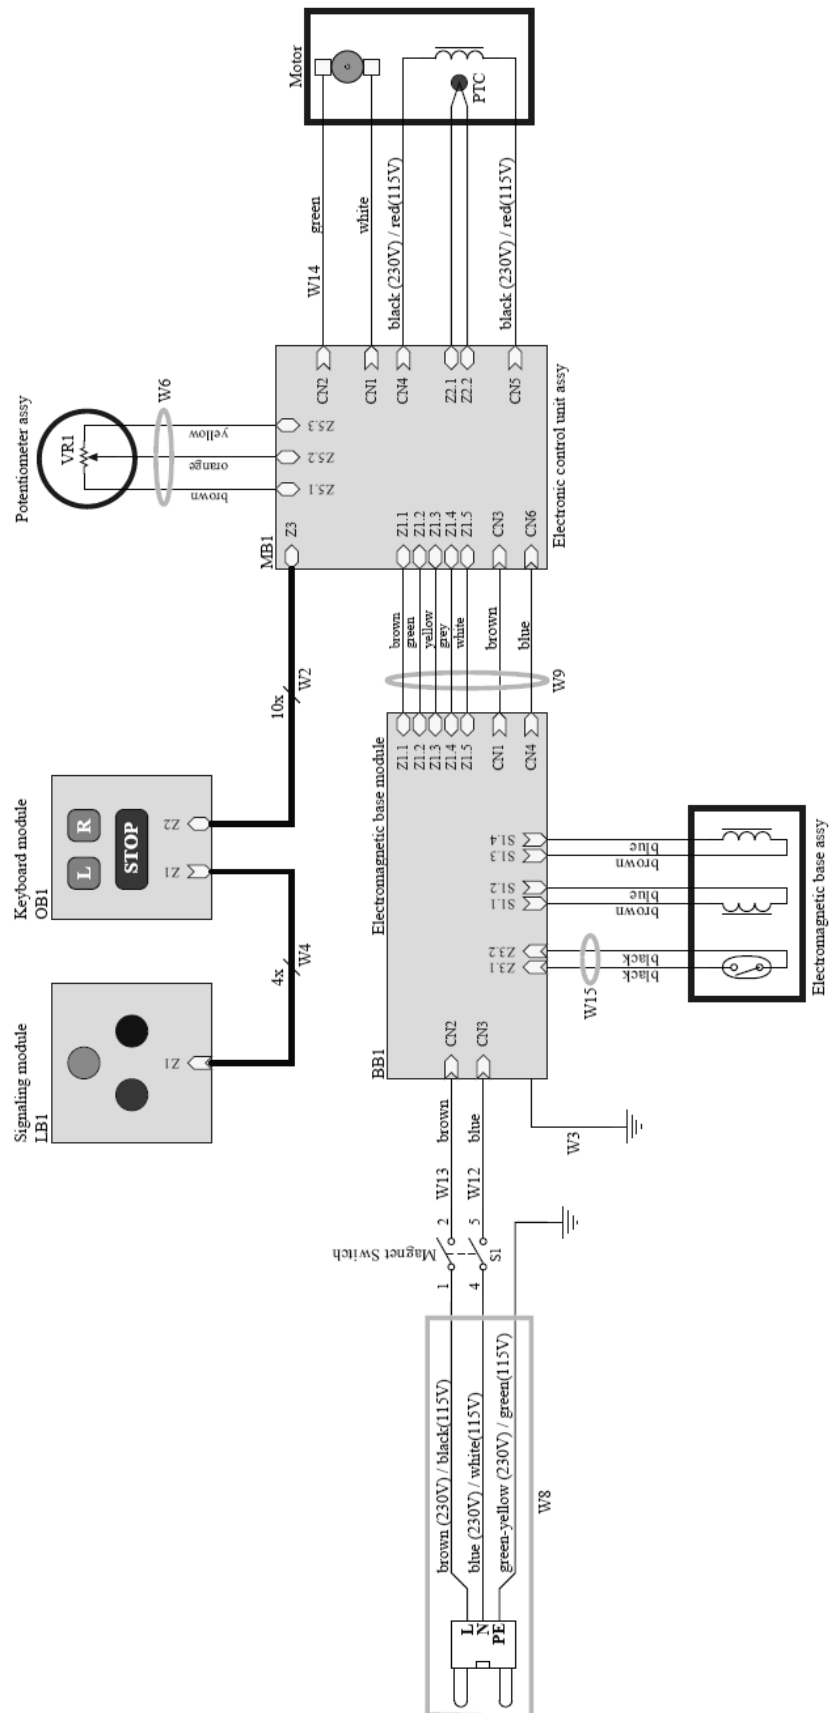 Motor
PTC
green
white
W14
black (230V) / red(115V)
black (230V) / red(115V)
CN2
CN1
CN4
Z2.1
Z2.2
CN5
Potentiometer assy
VR1
W6
yellow
orange
brown
Z5.3
Z5.2
Z5.1
Z3
MB1
Electronic control unit assy
Z1.1
Z1.2
Z1.3
Z1.4
Z1.5
CN3
CN6
brown
green
yellow
grey
white
brown
blue
W9
10x
W2
Keyboard module
OB1
L
R
STOP
Z2
Z1
4x
W4
Signaling module
LB1
Z1
Electromagnetic base module
BB1
Z1.1
Z1.2
Z1.3
Z1.4
Z1.5
CN1
CN4
S1.4
S1.3
S1.2
S1.1
Z3.2
Z3.1
blue
brown
blue
brown
black
black
W15
Electromagnetic base assy
CN2
CN3
brown
blue
W13
W12
W3
2
5
Magnet Switch
S1
1
4
brown (230V) / black(115V)
blue (230V) / white(115V)
green-yellow (230V) / green(115V)
W8
L
N
PE